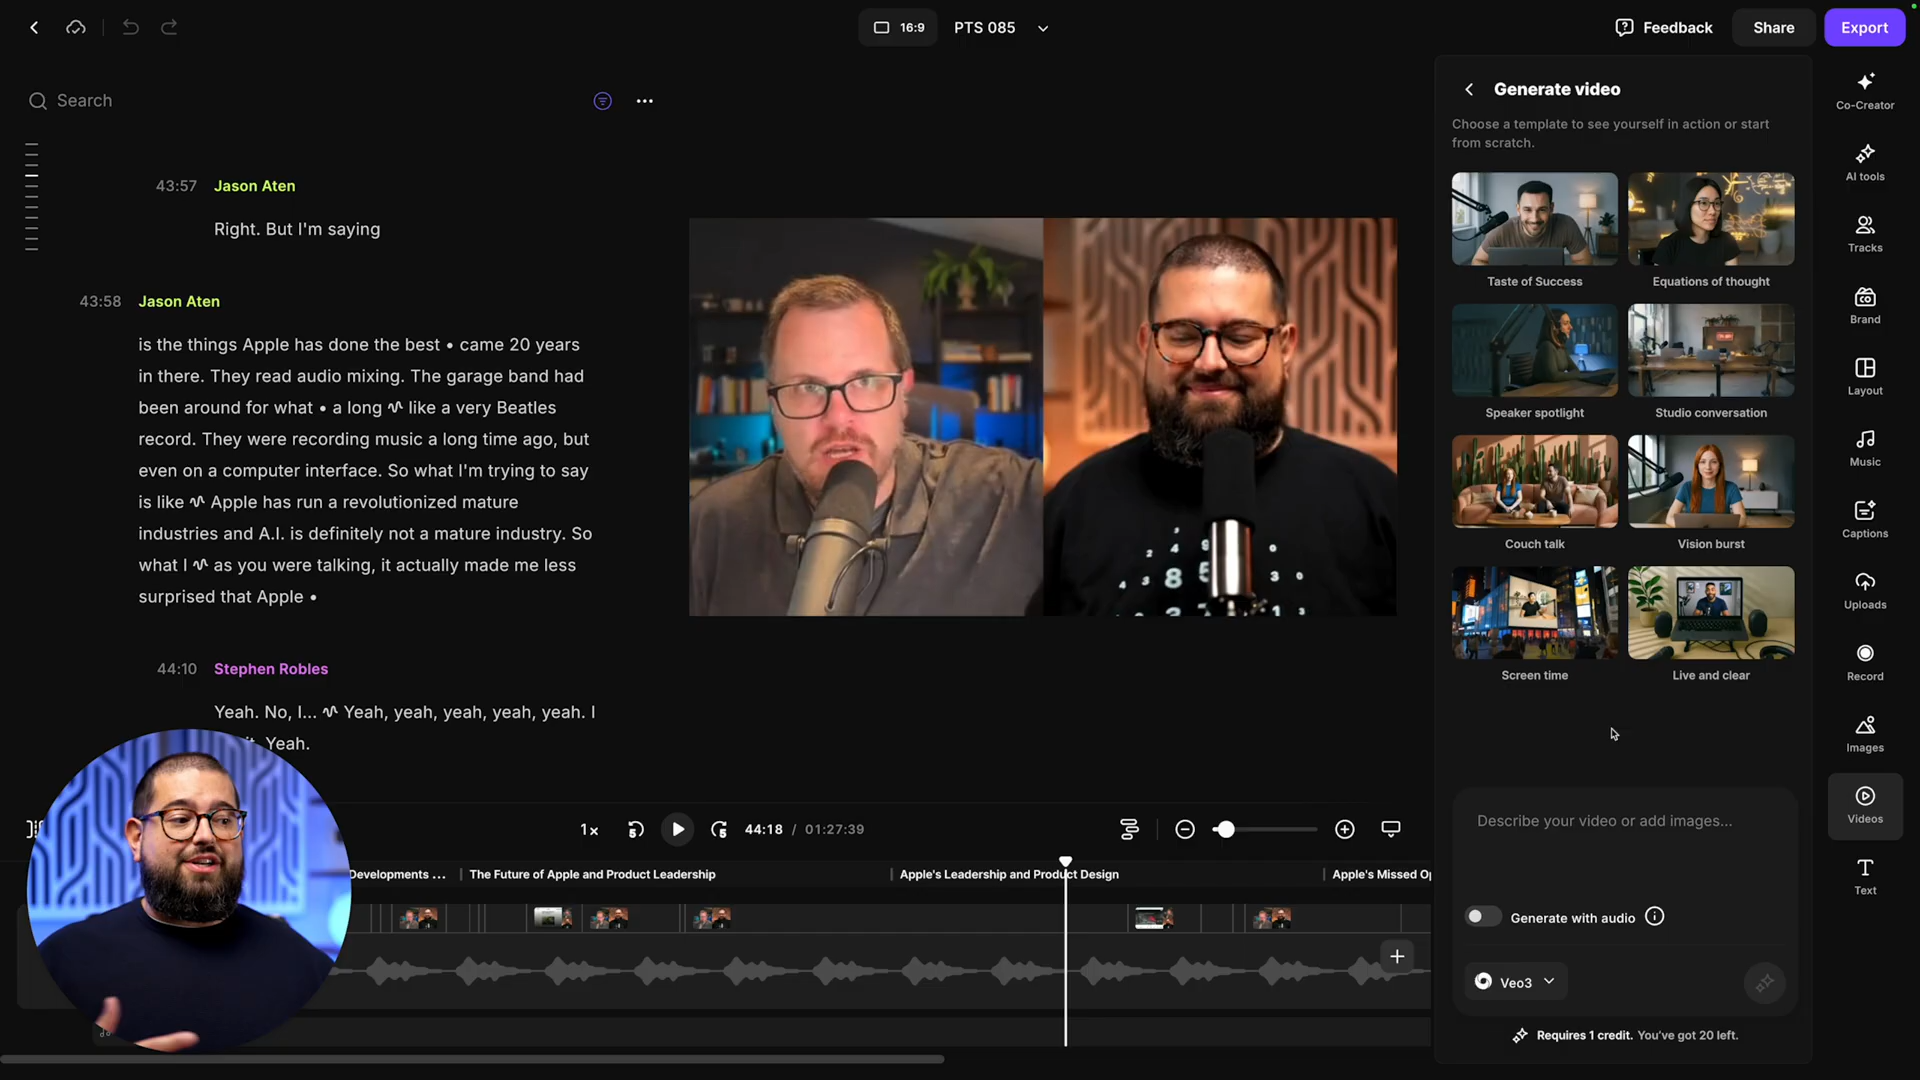 16:9
PTS 085
Feedback
Share
Export
Search
43:57
Jason Aten
Right. But I'm saying
43:58
Jason Aten
is the things Apple has done the best • came 20 years
in there. They read audio mixing. The garage band had
been around for what • a long like a very Beatles
record. They were recording music a long time ago, but
even on a computer interface. So what I'm trying to say
is like Apple has run a revolutionized mature
industries and A.I. is definitely not a mature industry. So
what I as you were talking, it actually made me less
surprised that Apple •
44:10
Stephen Robles
Yeah. No, I... Yeah, yeah, yeah, yeah, yeah. I
Yeah.
Generate video
Choose a template to see yourself in action or start
from scratch.
Taste of Success
Equations of thought
Speaker spotlight
Studio conversation
Couch talk
Vision burst
Screen time
Live and clear
Describe your video or add images...
Generate with audio
Veo3
Requires 1 credit. You've got 20 left.
Co-Creator
AI tools
Tracks
Brand
Layout
Music
Captions
Uploads
Record
Images
Videos
Text
1x
5
5
44:18 / 01:27:39
Developments ...
The Future of Apple and Product Leadership
Apple's Leadership and Product Design
Apple's Missed Op